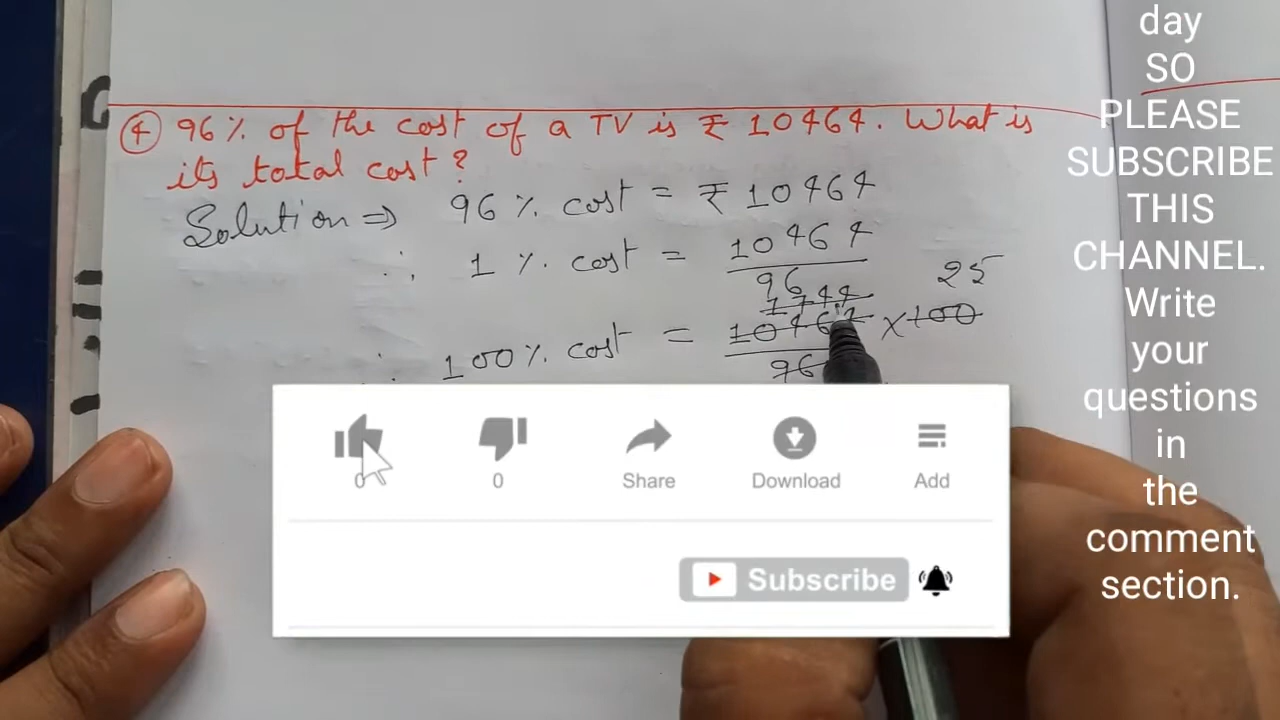 ④ 96% of the cost of a TV is ₹ 10464. What is
its total cost?
Solution ⇒ 96% cost = ₹ 10464
∴ 1% cost = 10464
96
25
1744
∴ 100% cost = 10464 × 100
96
0
0
Share
Download
Add
Subscribe
day
SO
PLEASE
SUBSCRIBE
THIS
CHANNEL.
Write
your
questions
in
the
comment
section.